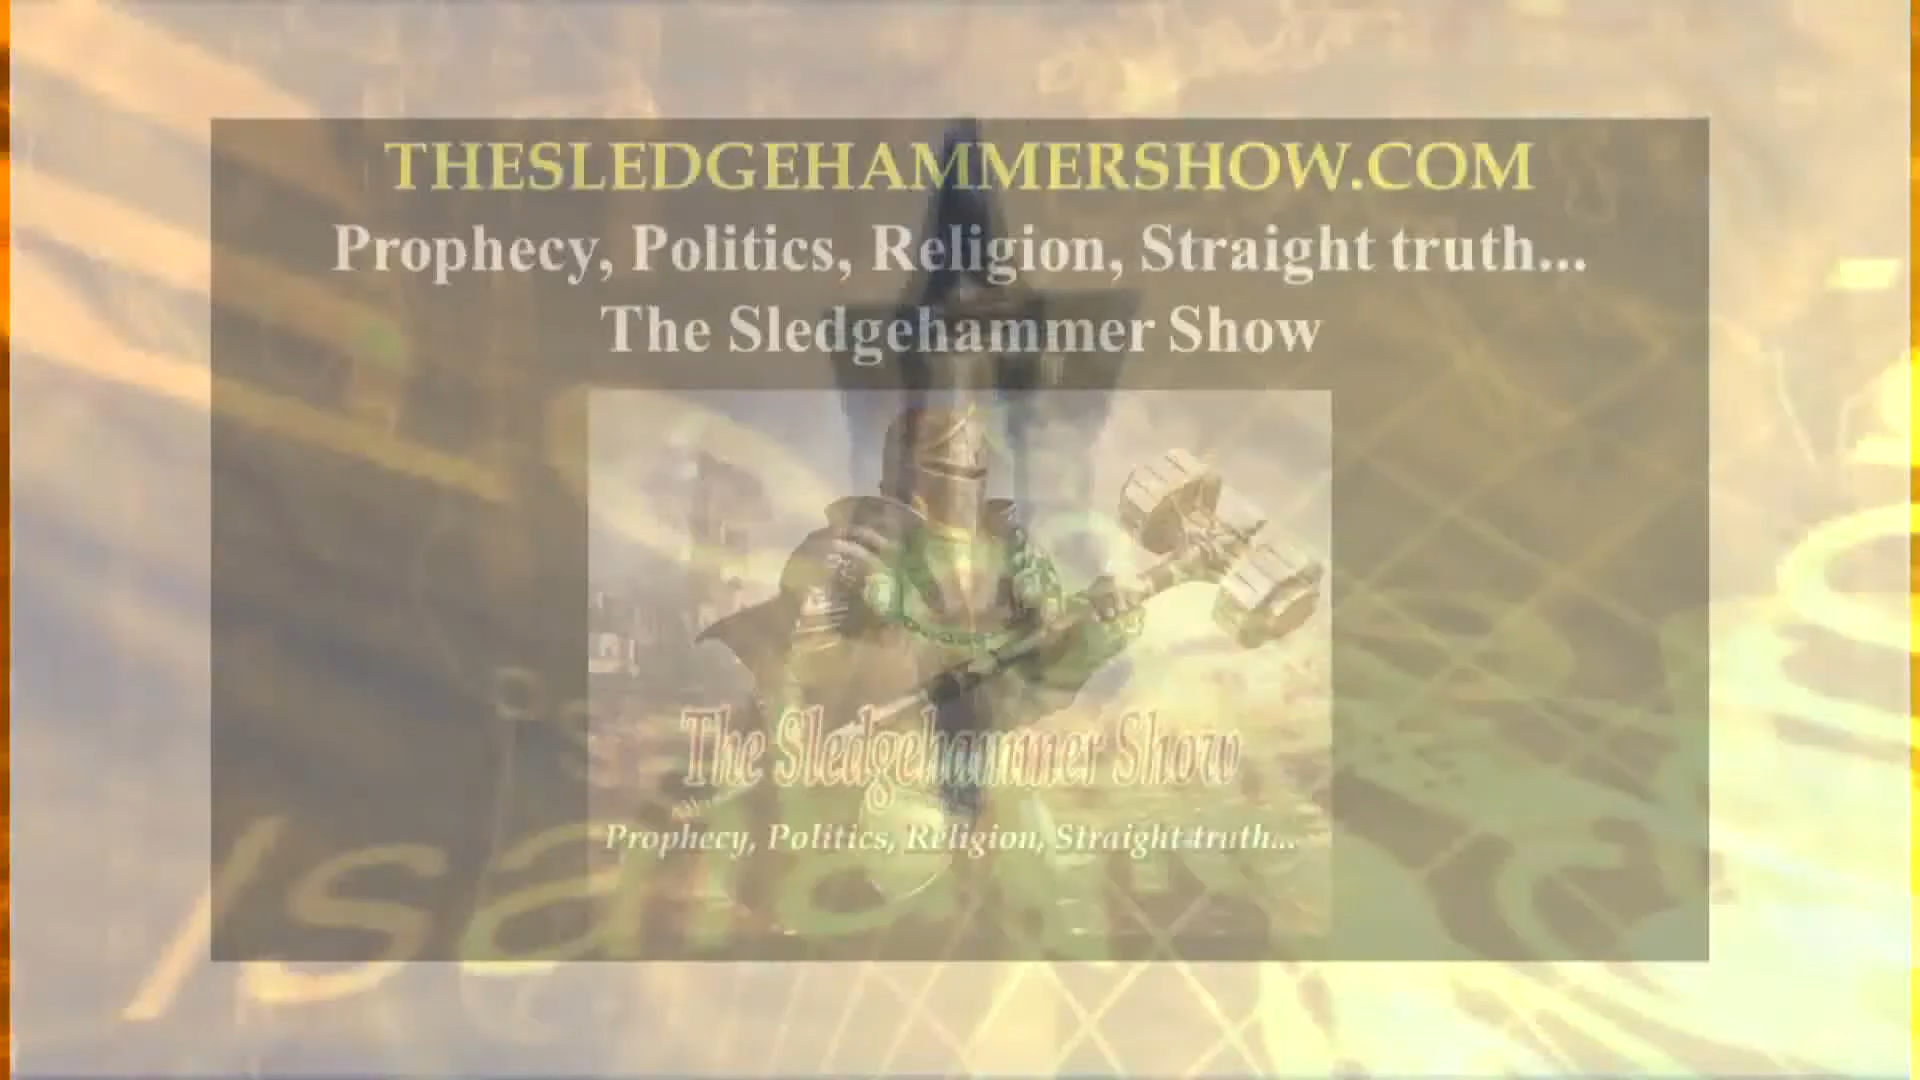 THESLEDGEHAMMERSHOW.COM
Prophecy, Politics, Religion, Straight truth...
The Sledgehammer Show
The Sledgehammer Show
Prophecy, Politics, Religion, Straight truth...